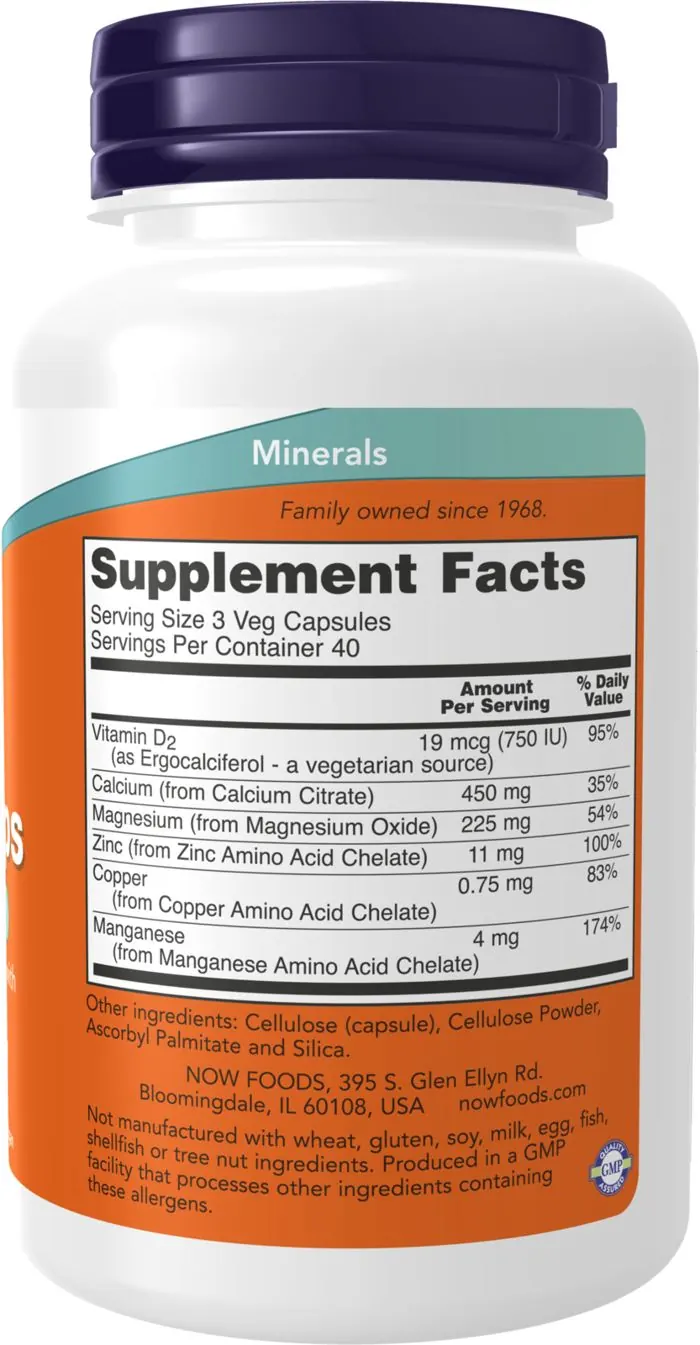 Minerals
Family owned since 1968.
Supplement Facts
Serving Size 3 Veg Capsules
Servings Per Container 40
Amount Per Serving
% Daily Value
Vitamin D2 19 mcg (750 IU) 95%
(as Ergocalciferol - a vegetarian source)
Calcium (from Calcium Citrate) 450 mg 35%
Magnesium (from Magnesium Oxide) 225 mg 54%
Zinc (from Zinc Amino Acid Chelate) 11 mg 100%
Copper 0.75 mg 83%
(from Copper Amino Acid Chelate)
Manganese 4 mg 174%
(from Manganese Amino Acid Chelate)
Other ingredients: Cellulose (capsule), Cellulose Powder,
Ascorbyl Palmitate and Silica.
NOW FOODS, 395 S. Glen Ellyn Rd.
Bloomingdale, IL 60108, USA nowfoods.com
Not manufactured with wheat, gluten, soy, milk, egg, fish,
shellfish or tree nut ingredients. Produced in a GMP
facility that processes other ingredients containing
these allergens.
QUALITY
GMP
ASSURED